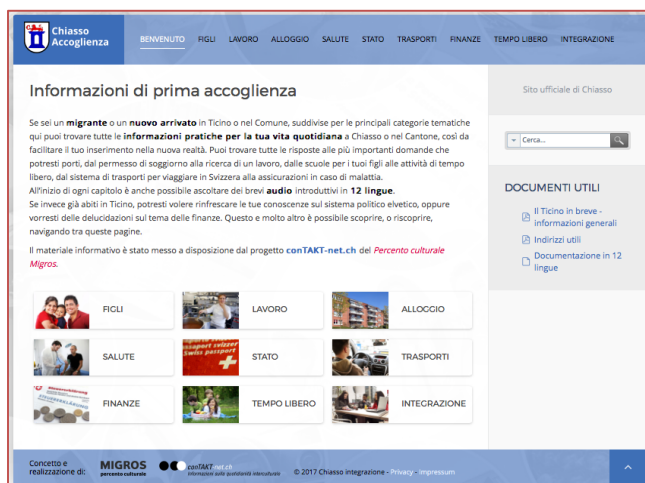 Chiasso
Accoglienza
BENVENUTO FIGLI LAVORO ALLOGGIO SALUTE STATO TRASPORTI FINANZE TEMPO LIBERO INTEGRAZIONE
Informazioni di prima accoglienza
Se sei un migrante o un nuovo arrivato in Ticino o nel Comune, suddivise per le principali categorie tematiche
qui puoi trovare tutte le informazioni pratiche per la tua vita quotidiana a Chiasso o nel Cantone, così da
facilitare il tuo inserimento nella nuova realtà. Puoi trovare tutte le risposte alle più importanti domande che
potresti porti, dal permesso di soggiorno alla ricerca di un lavoro, dalle scuole per i tuoi figli alle attività di tempo
libero, dal sistema di trasporti per viaggiare in Svizzera alla assicurazioni in caso di malattia.
All'inizio di ogni capitolo è anche possibile ascoltare dei brevi audio introduttivi in 12 lingue.
Se invece già abiti in Ticino, potresti volere rinfrescare le tue conoscenze sul sistema politico elvetico, oppure
vorresti delle delucidazioni sul tema delle finanze. Questo e molto altro è possibile scoprire, o riscoprire,
navigando tra queste pagine.
Il materiale informativo è stato messo a disposizione dal progetto conTAKT-net.ch del Percento culturale
Migros.
Sito ufficiale di Chiasso
Cerca...
DOCUMENTI UTILI
Il Ticino in breve -
informazioni generali
Indirizzi utili
Documentazione in 12
lingue
FIGLI
LAVORO
ALLOGGIO
SALUTE
Swiss passport
STATO
TRASPORTI
FINANZE
TEMPO LIBERO
INTEGRAZIONE
Concetto e
realizzazione di:
MIGROS
percento culturale
conTAKT-net.ch
informazioni sulla quotidianità interculturale
© 2017 Chiasso integrazione - Privacy - Impressum